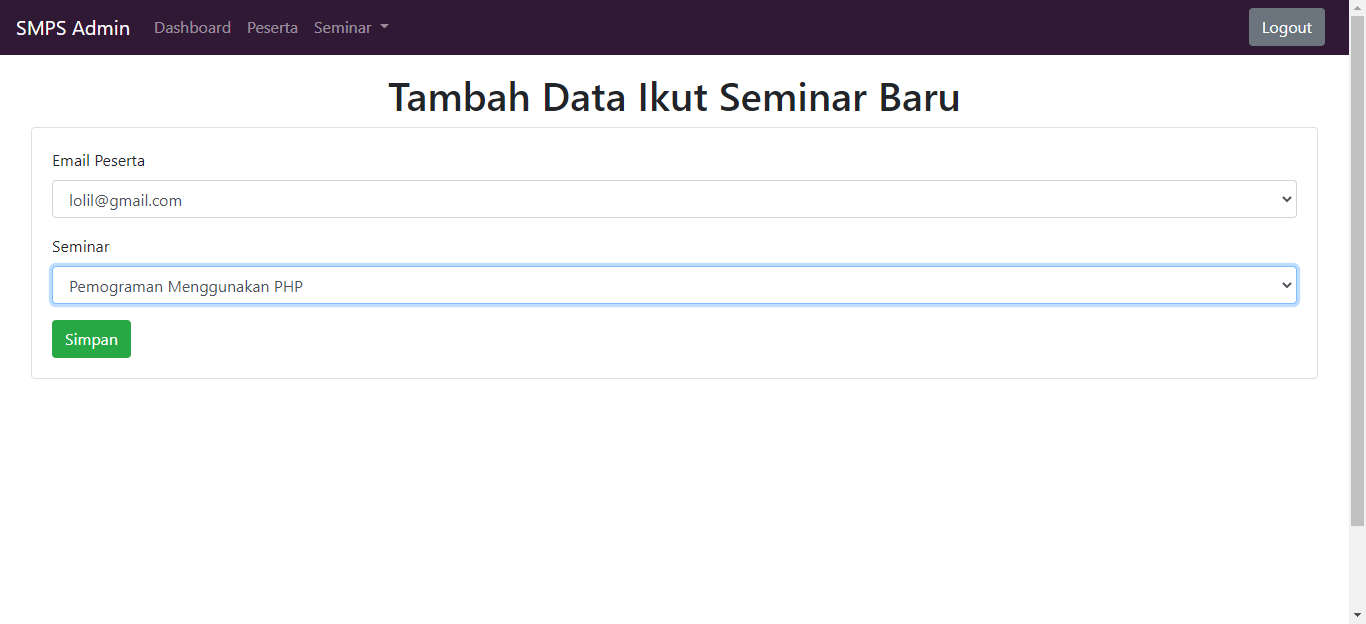 SMPS Admin Dashboard Peserta Seminar Logout
Tambah Data Ikut Seminar Baru
Email Peserta
lolil@gmail.com
Seminar
Pemograman Menggunakan PHP
Simpan